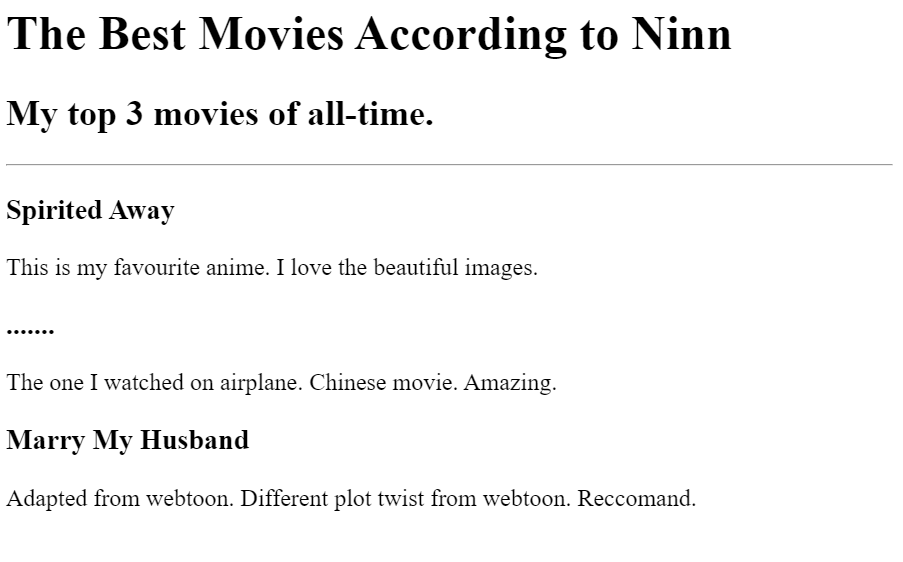 The Best Movies According to Ninn
My top 3 movies of all-time.
Spirited Away
This is my favourite anime. I love the beautiful images.
.......
The one I watched on airplane. Chinese movie. Amazing.
Marry My Husband
Adapted from webtoon. Different plot twist from webtoon. Reccomand.